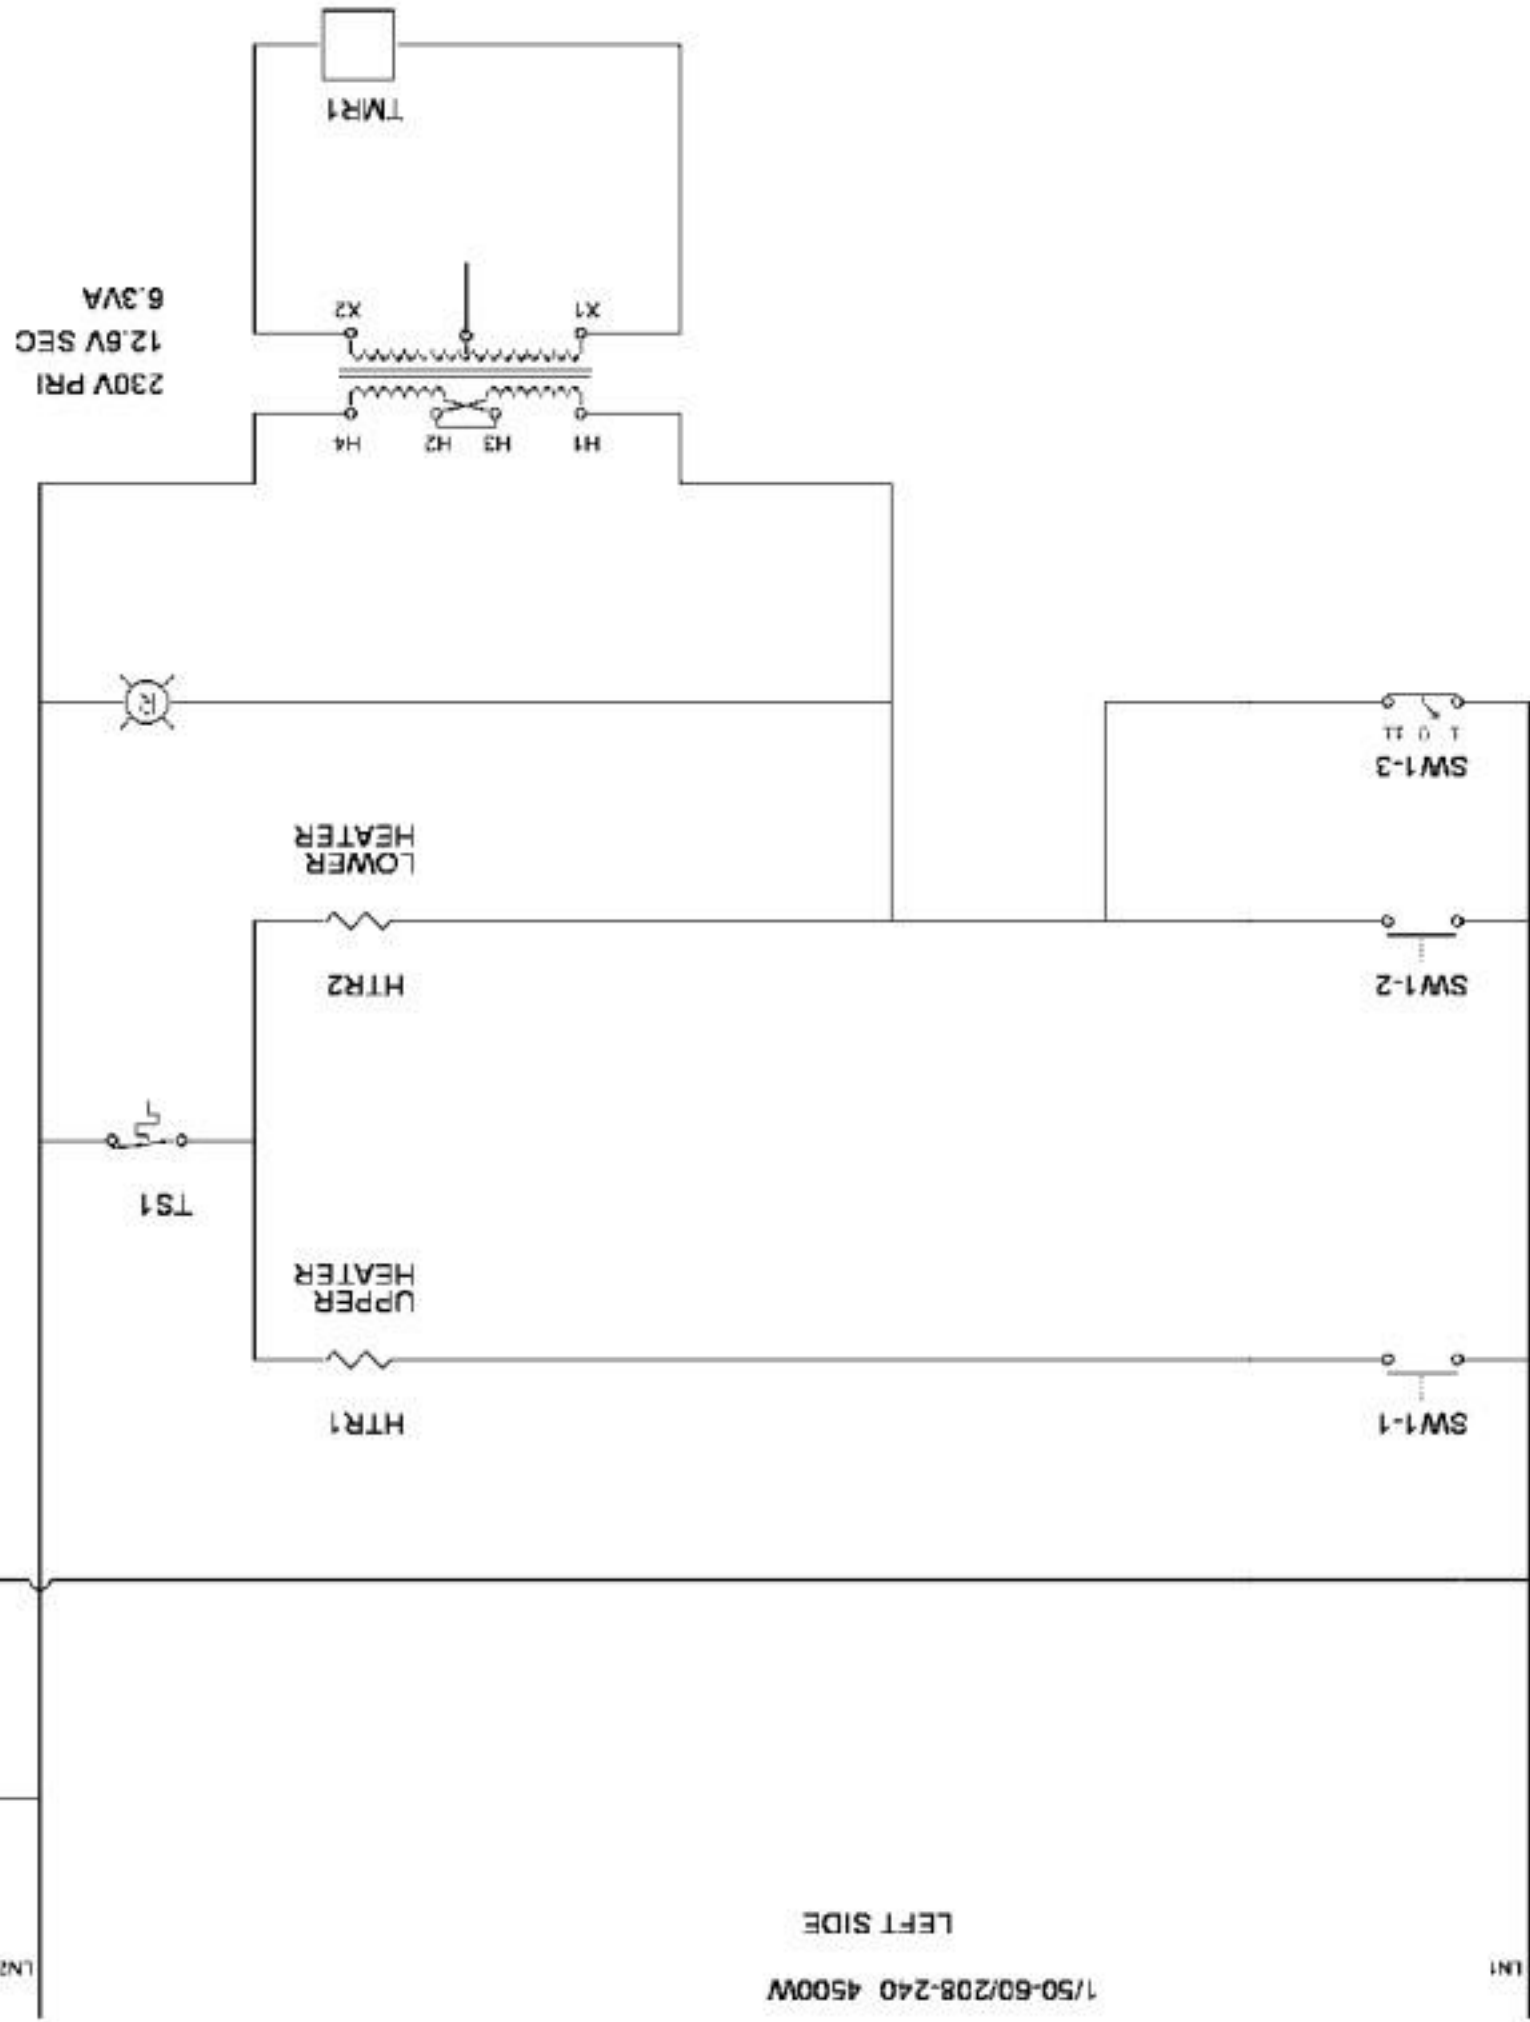 1/50-60/208-240 4500W
LEFT SIDE
LN1
LN2
SW1-1
HTR1
UPPER
HEATER
TS1
SW1-2
HTR2
LOWER
HEATER
SW1-3
I 0 II
R
H1 H3 H2 H4
X1 X2
230V PRI
12.6V SEC
6.3VA
TMR1